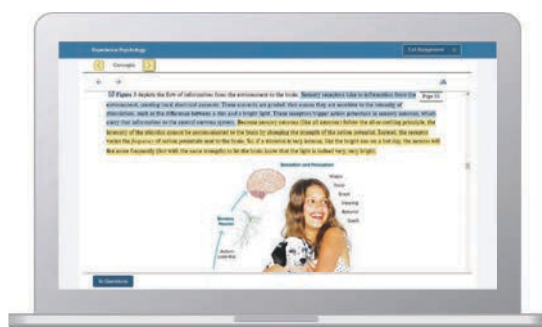 Experience Psychology
Exit Assignment
Concepts
Figure 3 depicts the flow of information from the environment to the brain. Sensory receptors take in information from the
Page 95
environment, creating local electrical currents. These currents are graded; that means they are sensitive to the intensity of
stimulation, such as the difference between a dim and a bright light. These receptors trigger action potentials in sensory neurons, which
carry that information to the central nervous system. Because sensory neurons (like all neurons) follow the all-or-nothing principle, the
intensity of the stimulus cannot be communicated to the brain by changing the strength of the action potential. Instead, the receptor
varies the frequency of action potentials sent to the brain. So, if a stimulus is very intense, like the bright sun on a hot day, the neuron will
fire more frequently (but with the same strength) to let the brain know that the light is indeed very, very bright.
Sensation and Perception
Vision
Touch
Smell
Hearing
Balance
Taste
Sensory
Neuron
Action
potential
To Questions